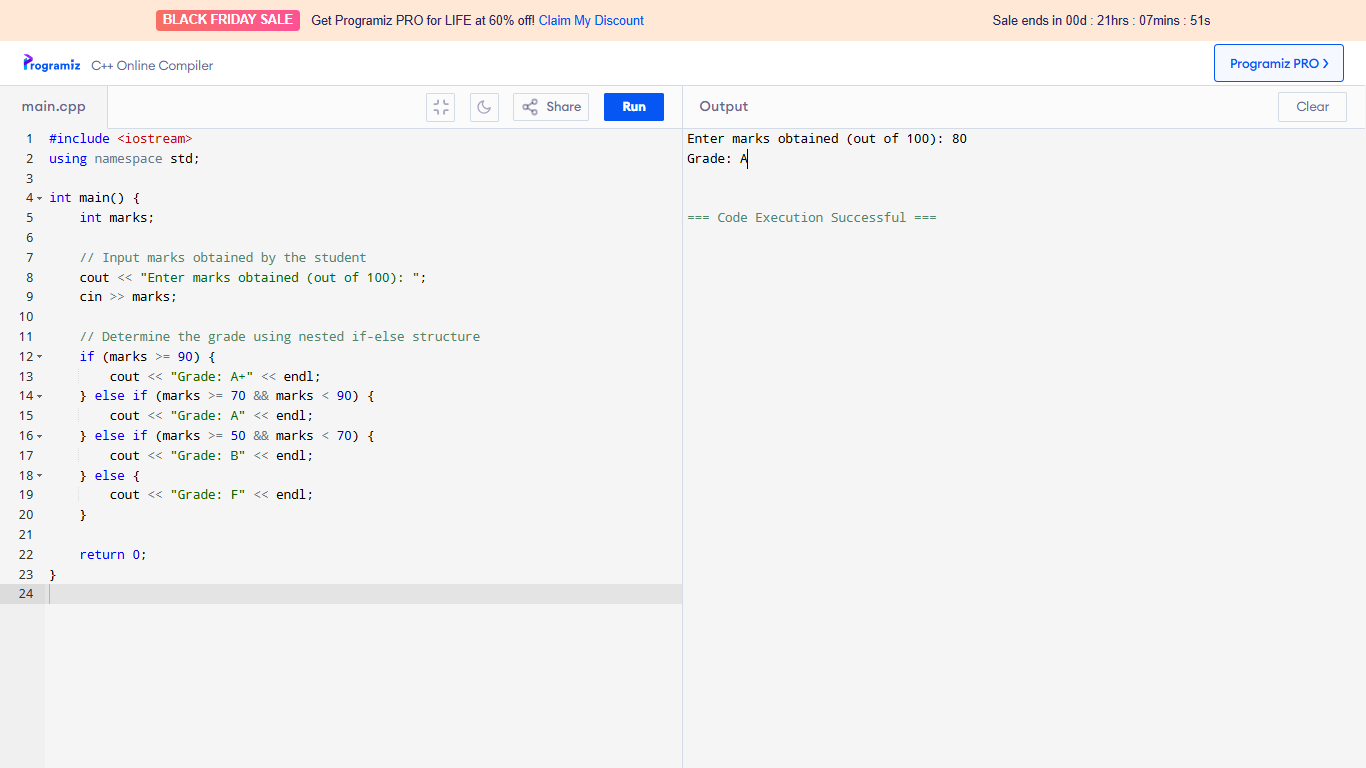 BLACK FRIDAY SALE Get Programiz PRO for LIFE at 60% off! Claim My Discount Sale ends in 00d : 21hrs : 07mins : 51s
Programiz C++ Online Compiler Programiz PRO >
main.cpp Share Run Output Clear
1 #include <iostream>
2 using namespace std;
3
4 int main() {
5     int marks;
6
7     // Input marks obtained by the student
8     cout << "Enter marks obtained (out of 100): ";
9     cin >> marks;
10
11     // Determine the grade using nested if-else structure
12     if (marks >= 90) {
13         cout << "Grade: A+" << endl;
14     } else if (marks >= 70 && marks < 90) {
15         cout << "Grade: A" << endl;
16     } else if (marks >= 50 && marks < 70) {
17         cout << "Grade: B" << endl;
18     } else {
19         cout << "Grade: F" << endl;
20     }
21
22     return 0;
23 }
24
Enter marks obtained (out of 100): 80
Grade: A
=== Code Execution Successful ===